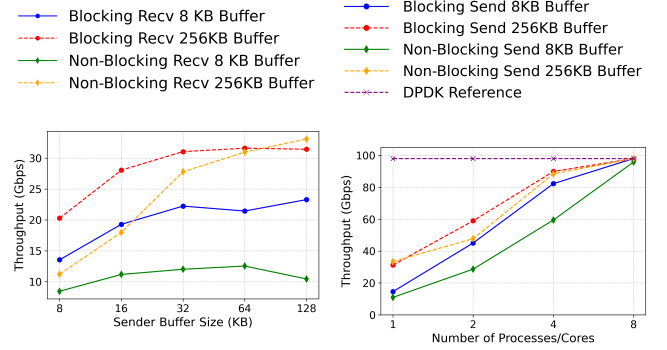 Blocking Recv 8 KB Buffer
Blocking Recv 256KB Buffer
Non-Blocking Recv 8 KB Buffer
Non-Blocking Recv 256KB Buffer
Throughput (Gbps)
30
25
20
15
10
8
16
32
64
128
Sender Buffer Size (KB)
Blocking Send 8KB Buffer
Blocking Send 256KB Buffer
Non-Blocking Send 8KB Buffer
Non-Blocking Send 256KB Buffer
DPDK Reference
Throughput (Gbps)
100
80
60
40
20
0
1
2
4
8
Number of Processes/Cores